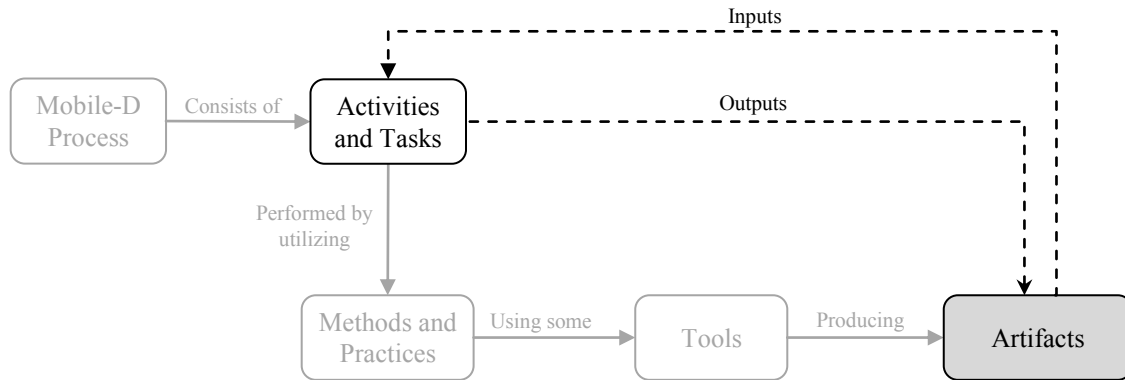 Inputs
Mobile-D
Process
Consists of
Activities
and Tasks
Outputs
Performed by
utilizing
Methods and
Practices
Using some
Tools
Producing
Artifacts